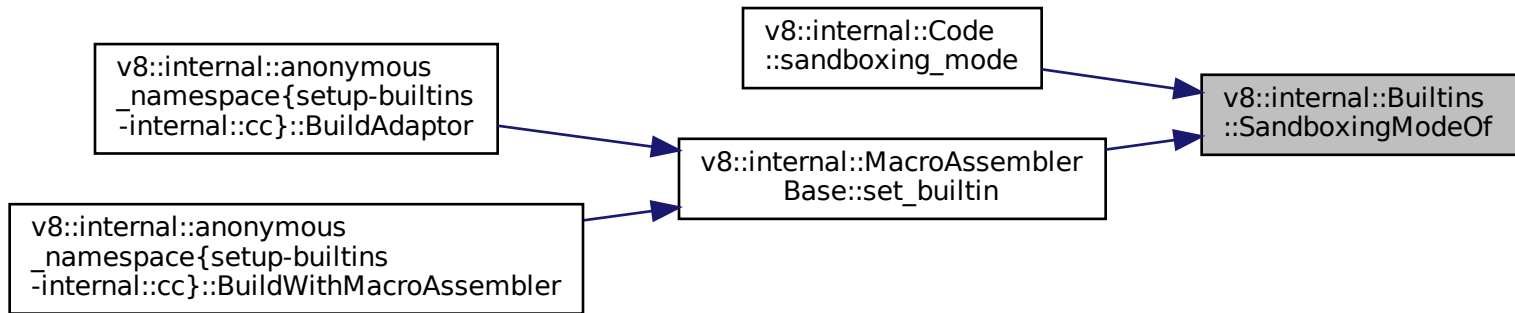 v8::internal::Code
::sandboxing_mode
v8::internal::anonymous
_namespace{setup-builtins
-internal::cc}::BuildAdaptor
v8::internal::Builtins
::SandboxingModeOf
v8::internal::MacroAssembler
Base::set_builtin
v8::internal::anonymous
_namespace{setup-builtins
-internal::cc}::BuildWithMacroAssembler